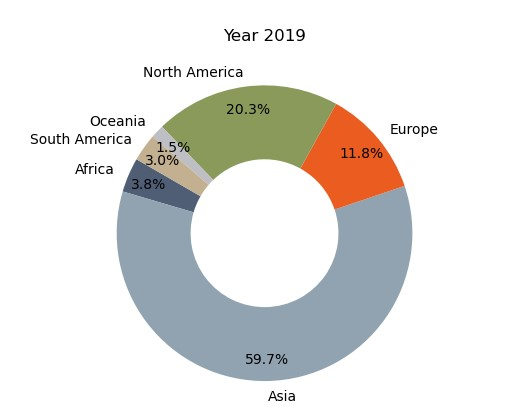 Year 2019
North America
20.3%
Oceania
1.5%
Europe
11.8%
South America
3.0%
Africa
3.8%
59.7%
Asia